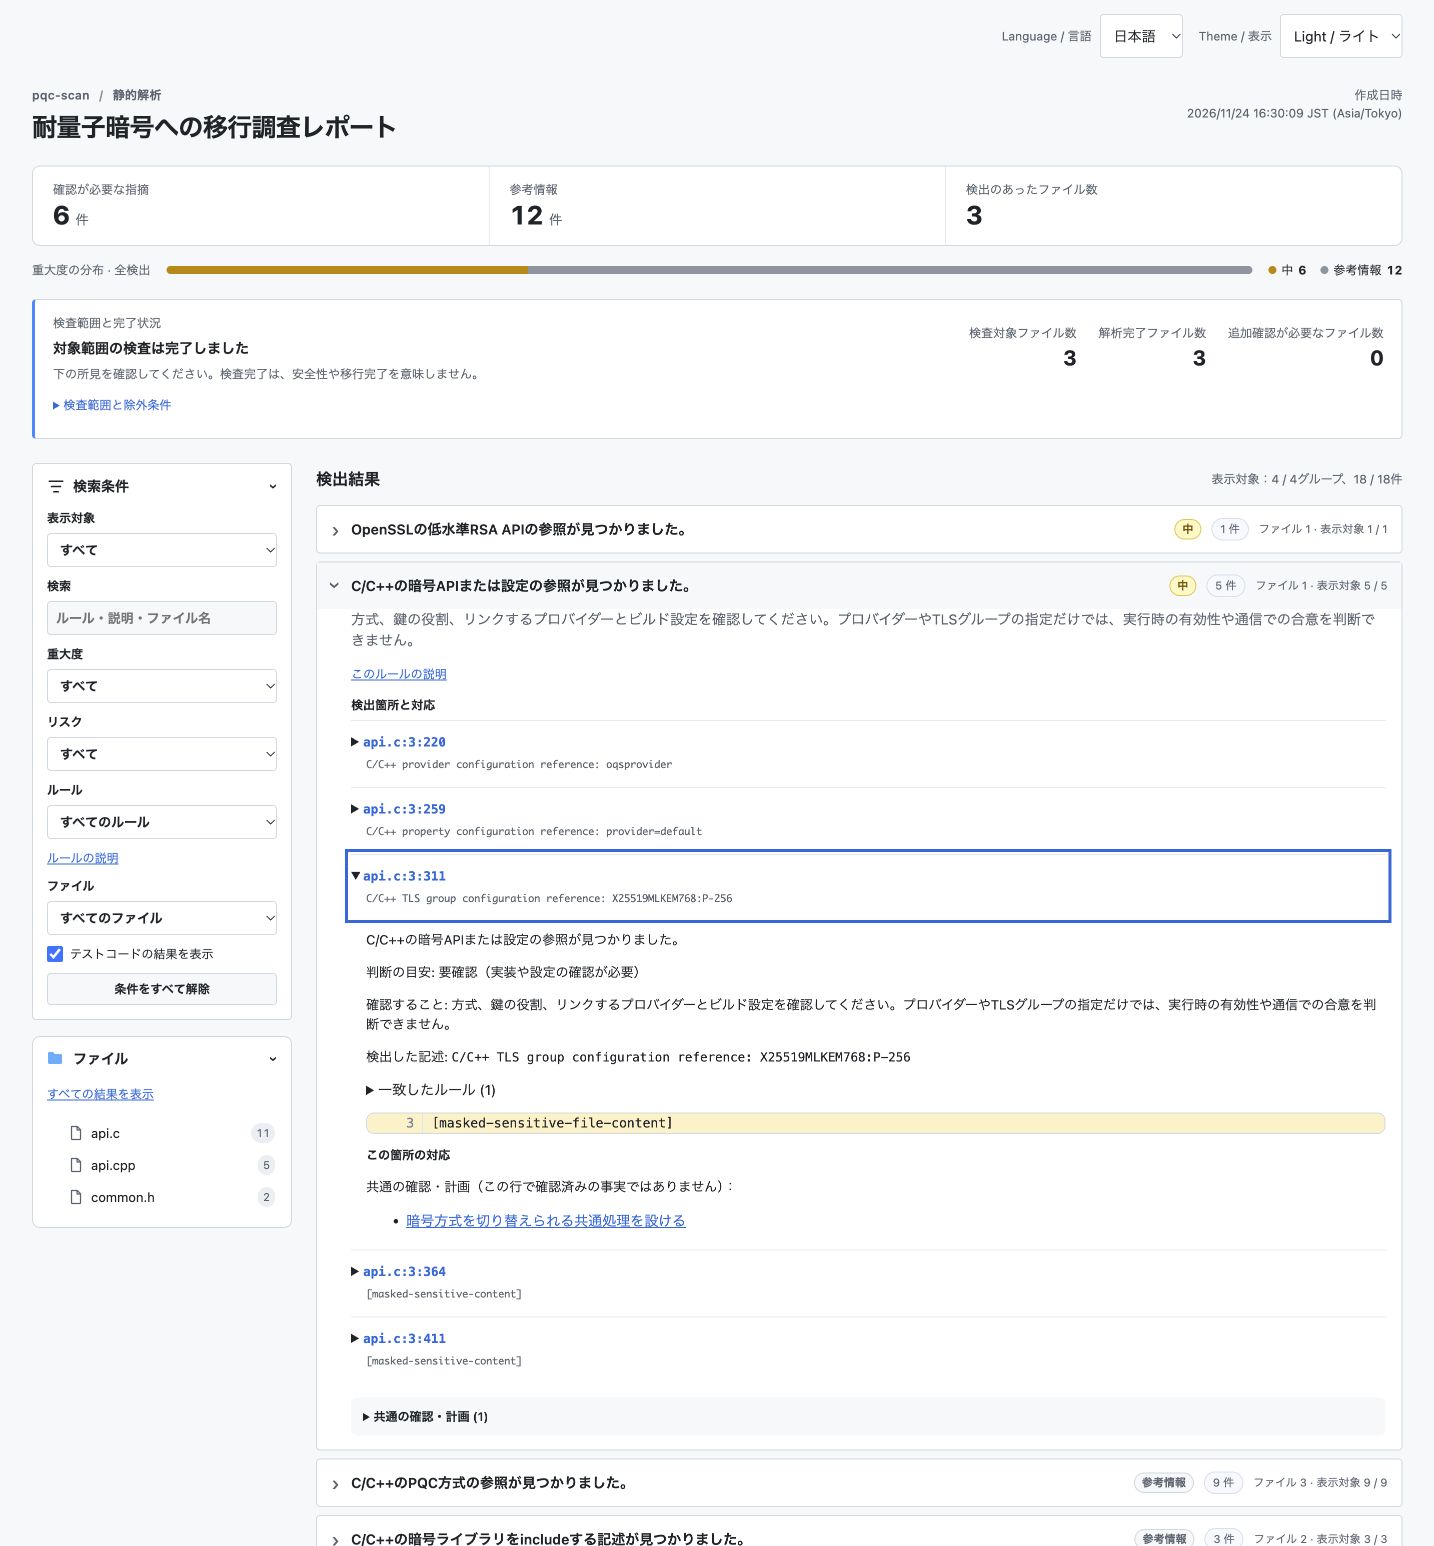 Language / 言語
日本語
Theme / 表示
Light / ライト
pqc-scan / 静的解析
耐量子暗号への移行調査レポート
作成日時
2026/11/24 16:30:09 JST (Asia/Tokyo)
確認が必要な指摘
6 件
参考情報
12 件
検出のあったファイル数
3
重大度の分布 · 全検出
中 6
参考情報 12
検査範囲と完了状況
対象範囲の検査は完了しました
下の所見を確認してください。検査完了は、安全性や移行完了を意味しません。
検査範囲と除外条件
検査対象ファイル数
3
解析完了ファイル数
3
追加確認が必要なファイル数
0
検索条件
表示対象
すべて
検索
ルール・説明・ファイル名
重大度
すべて
リスク
すべて
ルール
すべてのルール
ルールの説明
ファイル
すべてのファイル
テストコードの結果を表示
条件をすべて解除
ファイル
すべての結果を表示
api.c 11
api.cpp 5
common.h 2
検出結果
表示対象：4 / 4グループ、18 / 18件
OpenSSLの低水準RSA APIの参照が見つかりました。
中 1 件 ファイル 1 · 表示対象 1 / 1
C/C++の暗号APIまたは設定の参照が見つかりました。
中 5 件 ファイル 1 · 表示対象 5 / 5
方式、鍵の役割、リンクするプロバイダーとビルド設定を確認してください。プロバイダーやTLSグループの指定だけでは、実行時の有効性や通信での合意を判断で
きません。
このルールの説明
検出箇所と対応
api.c:3:220
C/C++ provider configuration reference: oqsprovider
api.c:3:259
C/C++ property configuration reference: provider=default
api.c:3:311
C/C++ TLS group configuration reference: X25519MLKEM768:P-256
C/C++の暗号APIまたは設定の参照が見つかりました。
判断の目安: 要確認（実装や設定の確認が必要）
確認すること: 方式、鍵の役割、リンクするプロバイダーとビルド設定を確認してください。プロバイダーやTLSグループの指定だけでは、実行時の有効性や通信での合意を判
断できません。
検出した記述: C/C++ TLS group configuration reference: X25519MLKEM768:P-256
一致したルール (1)
3 [masked-sensitive-file-content]
この箇所の対応
共通の確認・計画（この行で確認済みの事実ではありません）：
• 暗号方式を切り替えられる共通処理を設ける
api.c:3:364
[masked-sensitive-content]
api.c:3:411
[masked-sensitive-content]
共通の確認・計画 (1)
C/C++のPQC方式の参照が見つかりました。
参考情報 9 件 ファイル 3 · 表示対象 9 / 9
C/C++の暗号ライブラリをincludeする記述が見つかりました。
参考情報 3 件 ファイル 2 · 表示対象 3 / 3